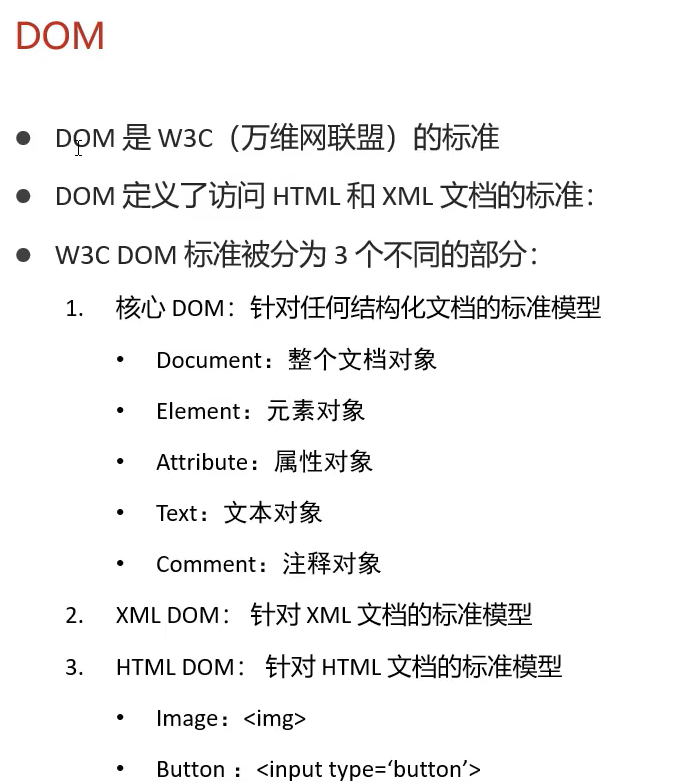 DOM
● DOM 是 W3C（万维网联盟）的标准
● DOM 定义了访问 HTML 和 XML 文档的标准：
● W3C DOM 标准被分为 3 个不同的部分：
1. 核心 DOM：针对任何结构化文档的标准模型
• Document：整个文档对象
• Element：元素对象
• Attribute：属性对象
• Text：文本对象
• Comment：注释对象
2. XML DOM： 针对 XML 文档的标准模型
3. HTML DOM： 针对 HTML 文档的标准模型
• Image：<img>
• Button ：<input type=‘button’>